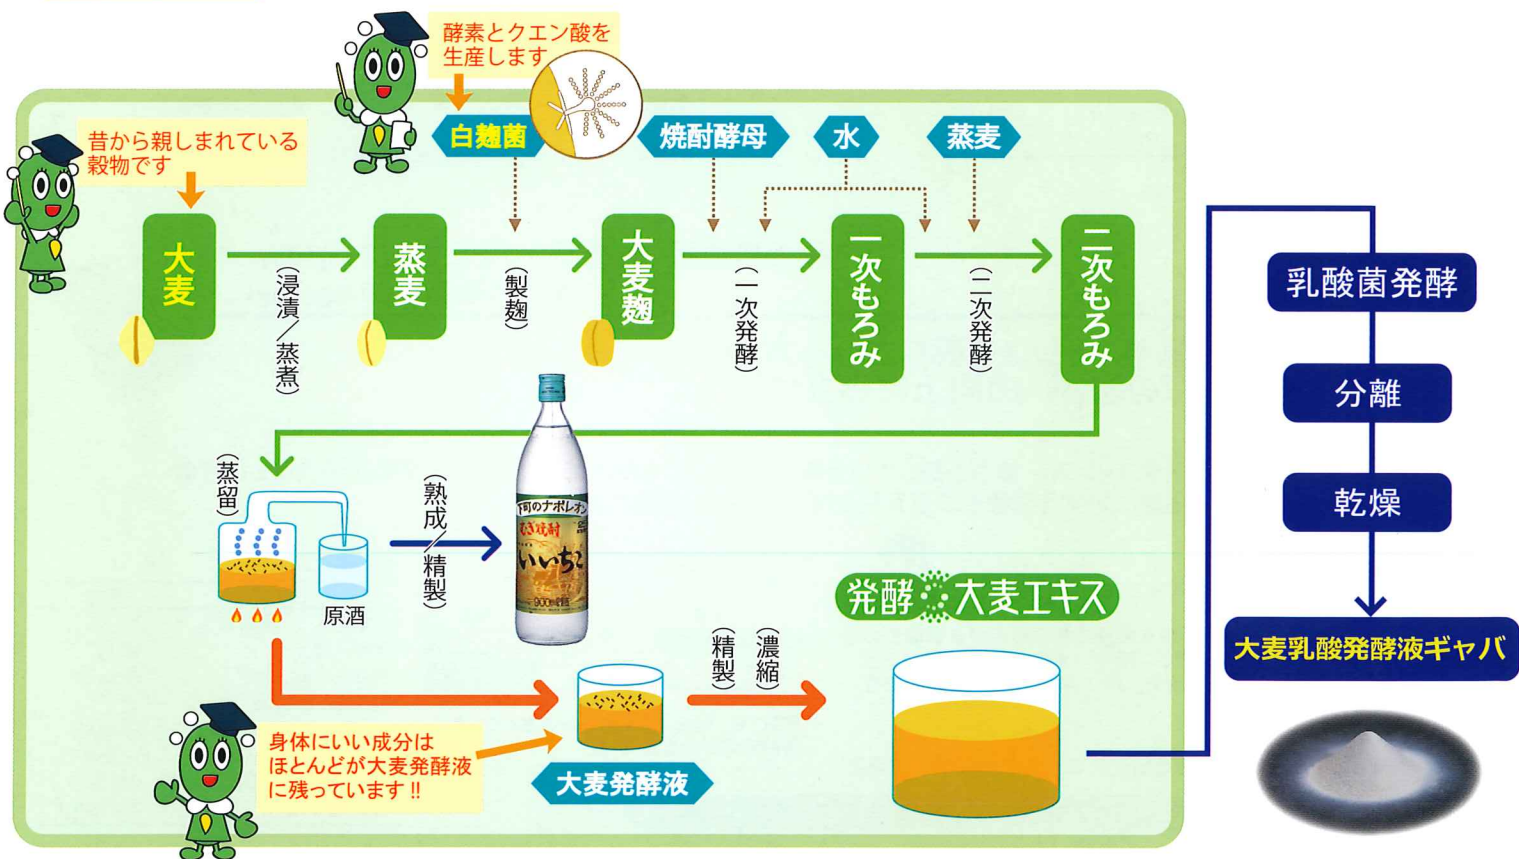 酵素とクエン酸を
生産します
昔から親しまれている
穀物です
白麹菌
焼酎酵母
水
蒸麦
大麦
(浸漬/蒸煮)
蒸麦
(製麹)
大麦麹
(一次発酵)
一次もろみ
(二次発酵)
二次もろみ
(蒸留)
原酒
(熟成/精製)
下町のナポレオン
むぎ焼酎
いいちこ
900ml
身体にいい成分は
ほとんどが大麦発酵液
に残っています!!
大麦発酵液
(濃縮)
(精製)
発酵大麦エキス
乳酸菌発酵
分離
乾燥
大麦乳酸発酵液ギャバ